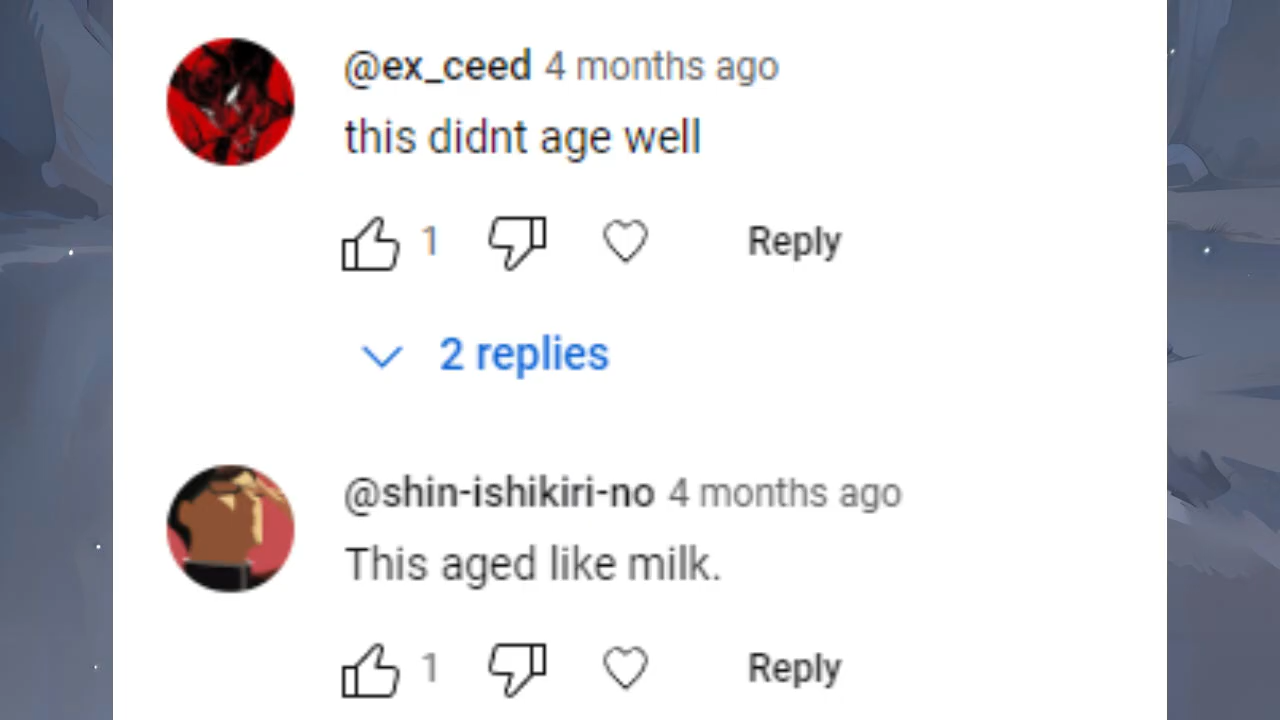 @ex_ceed 4 months ago
this didnt age well
1 Reply
2 replies
@shin-ishikiri-no 4 months ago
This aged like milk.
1 Reply